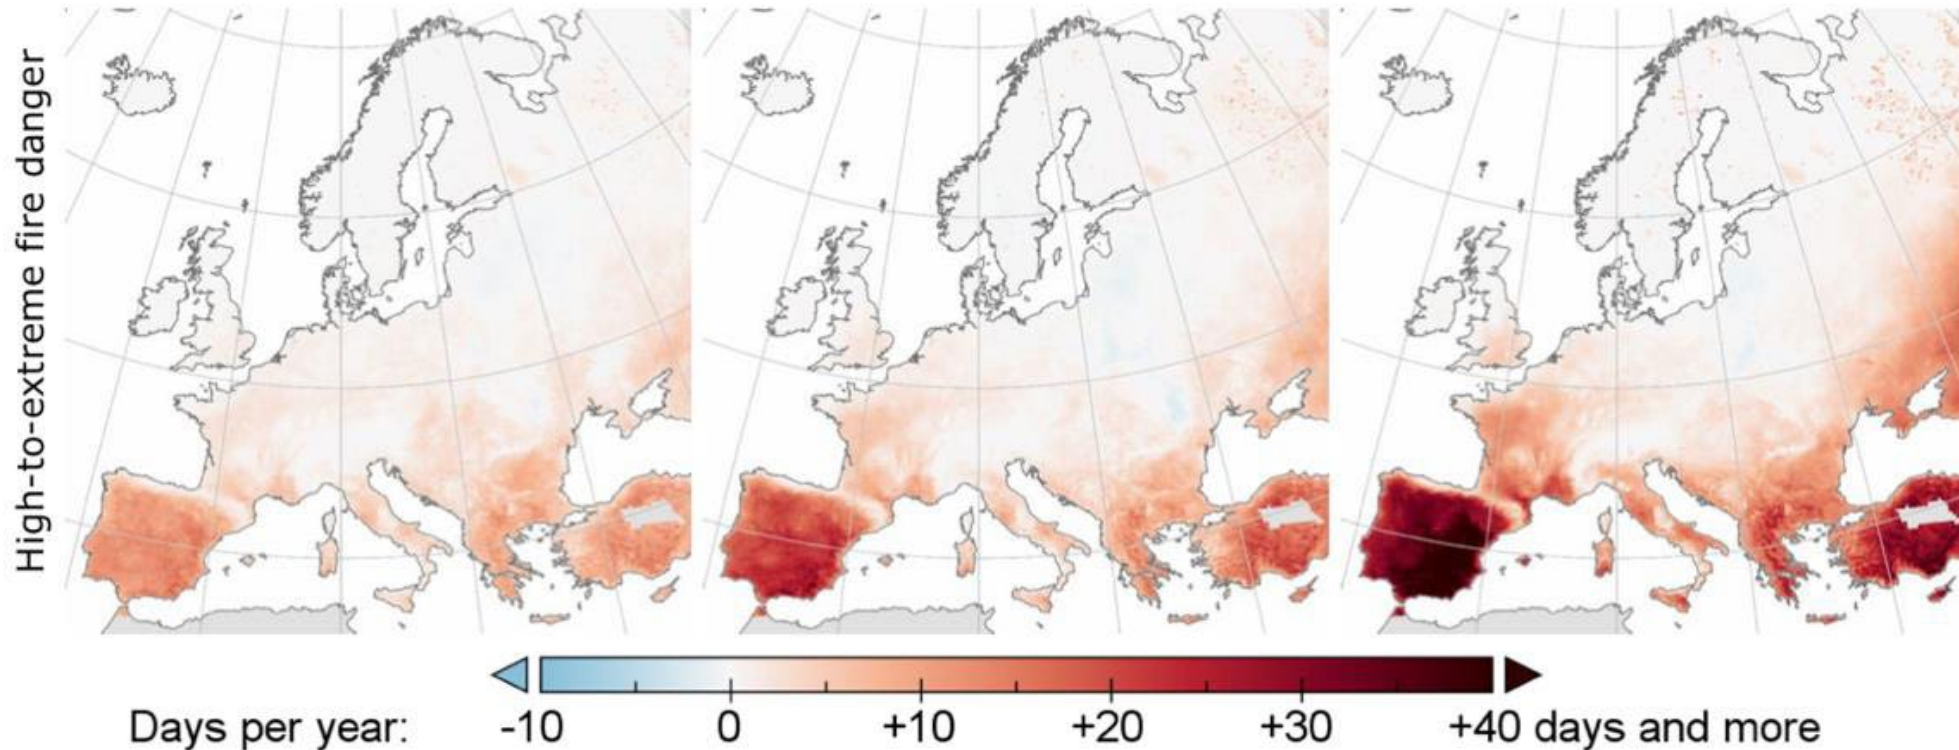 High-to-extreme fire danger
Days per year: -10 0 +10 +20 +30 +40 days and more